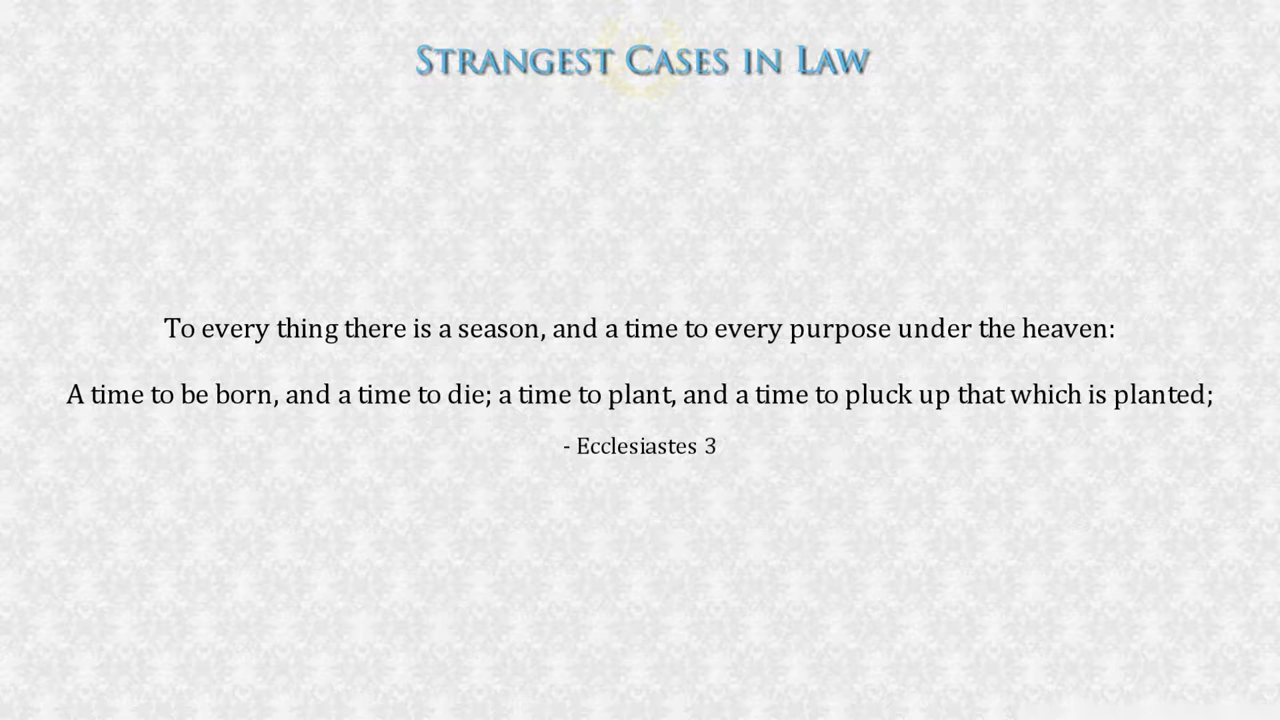 STRANGEST CASES IN LAW
To every thing there is a season, and a time to every purpose under the heaven:
A time to be born, and a time to die; a time to plant, and a time to pluck up that which is planted;
- Ecclesiastes 3